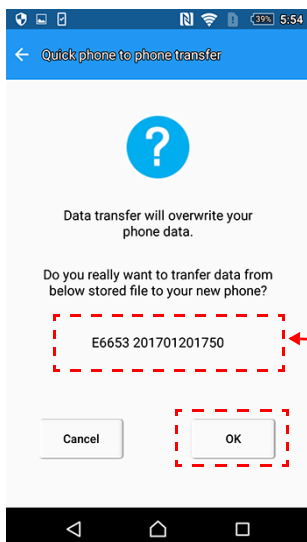 39% 5:54
Quick phone to phone transfer
?
Data transfer will overwrite your
phone data.
Do you really want to tranfer data from
below stored file to your new phone?
E6653 201701201750
Cancel OK